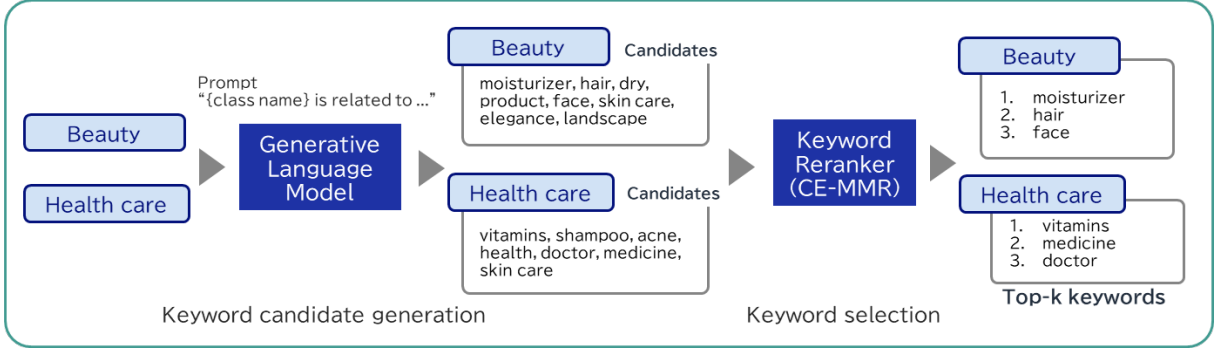 Beauty
Health care
Prompt
“{class name} is related to ...”
Generative
Language
Model
Beauty
Candidates
moisturizer, hair, dry,
product, face, skin care,
elegance, landscape
Health care
Candidates
vitamins, shampoo, acne,
health, doctor, medicine,
skin care
Keyword candidate generation
Keyword
Reranker
(CE-MMR)
Keyword selection
Beauty
1. moisturizer
2. hair
3. face
Health care
1. vitamins
2. medicine
3. doctor
Top-k keywords